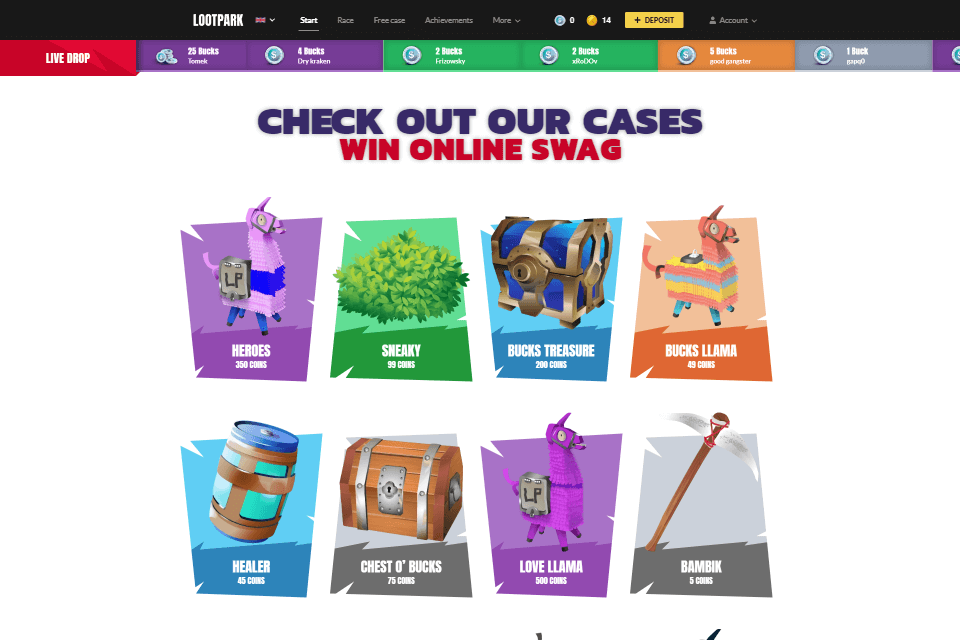 LOOTPARK
Start
Race
Free case
Achievements
More
0
14
+ DEPOSIT
Account
LIVE DROP
25 Bucks
Tomek
4 Bucks
Dry kraken
2 Bucks
Frizowsky
2 Bucks
xRoDOv
5 Bucks
good gangster
1 Buck
gapq0
CHECK OUT OUR CASES
WIN ONLINE SWAG
LP
HEROES
350 COINS
SNEAKY
99 COINS
BUCKS TREASURE
200 COINS
BUCKS LLAMA
49 COINS
HEALER
45 COINS
CHEST O' BUCKS
75 COINS
LP
LOVE LLAMA
500 COINS
BAMBIK
5 COINS